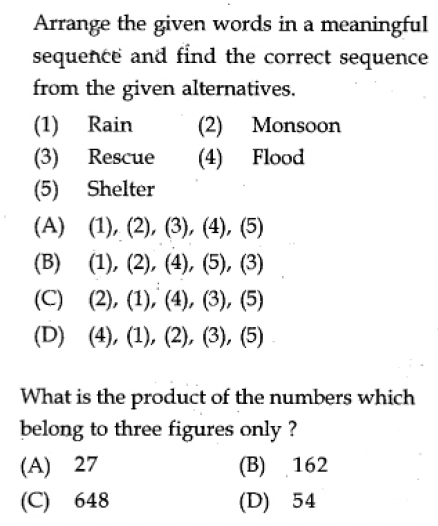 Arrange the given words in a meaningful
sequence and find the correct sequence
from the given alternatives.
(1) Rain (2) Monsoon
(3) Rescue (4) Flood
(5) Shelter
(A) (1), (2), (3), (4), (5)
(B) (1), (2), (4), (5), (3)
(C) (2), (1), (4), (3), (5)
(D) (4), (1), (2), (3), (5)
What is the product of the numbers which
belong to three figures only ?
(A) 27 (B) 162
(C) 648 (D) 54